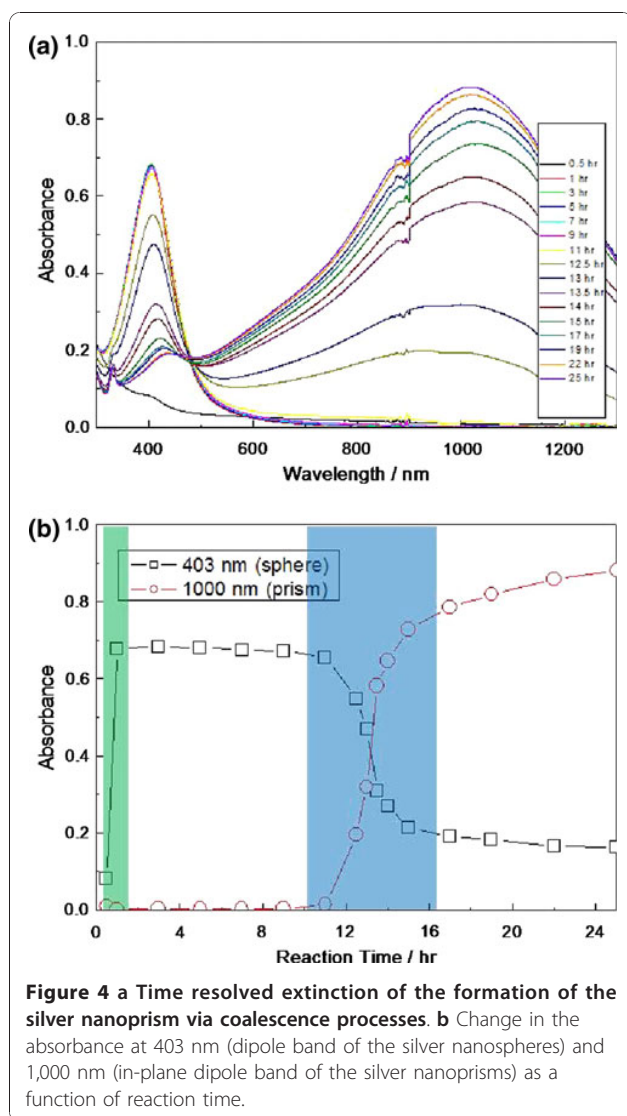 (a)
1.0
0.8
0.6
0.4
0.2
0.0
Absorbance
400
600
800
1000
1200
Wavelength / nm
0.5 hr
1 hr
3 hr
5 hr
7 hr
9 hr
11 hr
12.5 hr
13 hr
13.5 hr
14 hr
15 hr
17 hr
19 hr
22 hr
25 hr
(b)
1.0
0.8
0.6
0.4
0.2
0.0
Absorbance
403 nm (sphere)
1000 nm (prism)
0
4
8
12
16
20
24
Reaction Time / hr
Figure 4 a Time resolved extinction of the formation of the
silver nanoprism via coalescence processes. b Change in the
absorbance at 403 nm (dipole band of the silver nanospheres) and
1,000 nm (in-plane dipole band of the silver nanoprisms) as a
function of reaction time.